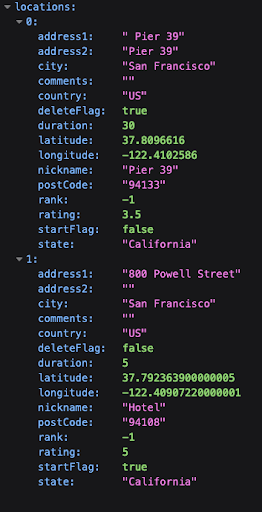 locations:
0:
address1: " Pier 39"
address2: "Pier 39"
city: "San Francisco"
comments: ""
country: "US"
deleteFlag: true
duration: 30
latitude: 37.8096616
longitude: -122.4102586
nickname: "Pier 39"
postCode: "94133"
rank: -1
rating: 3.5
startFlag: false
state: "California"
1:
address1: "800 Powell Street"
address2: ""
city: "San Francisco"
comments: ""
country: "US"
deleteFlag: false
duration: 5
latitude: 37.792363900000005
longitude: -122.40907220000001
nickname: "Hotel"
postCode: "94108"
rank: -1
rating: 5
startFlag: true
state: "California"